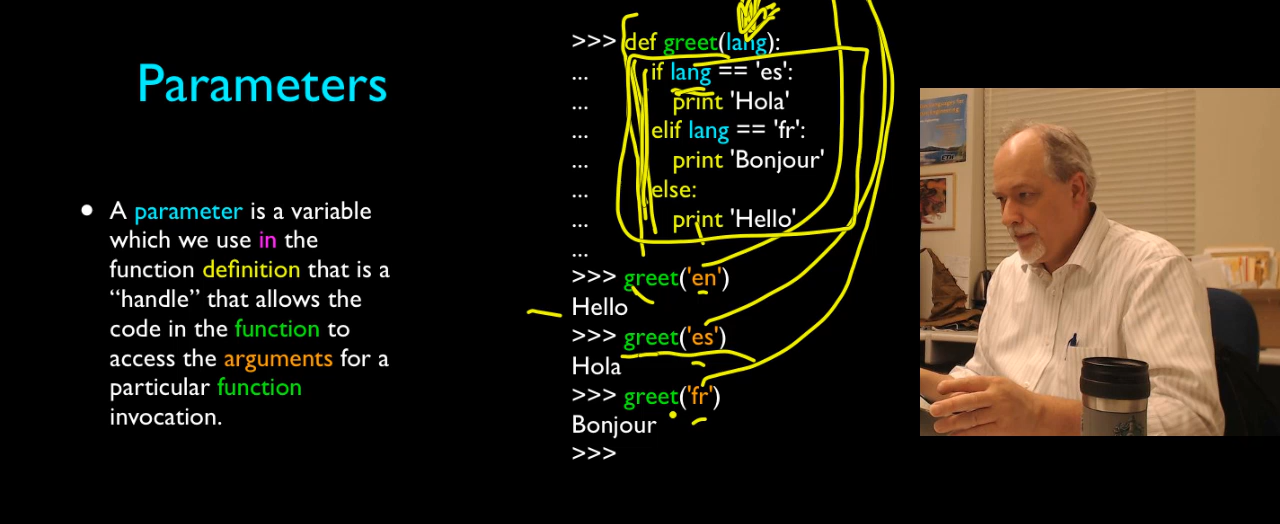 Parameters
• A parameter is a variable
which we use in the
function definition that is a
“handle” that allows the
code in the function to
access the arguments for a
particular function
invocation.
>>> def greet(lang):
... if lang == 'es':
... print 'Hola'
... elif lang == 'fr':
... print 'Bonjour'
... else:
... print 'Hello'
...
>>> greet('en')
Hello
>>> greet('es')
Hola
>>> greet('fr')
Bonjour
>>>